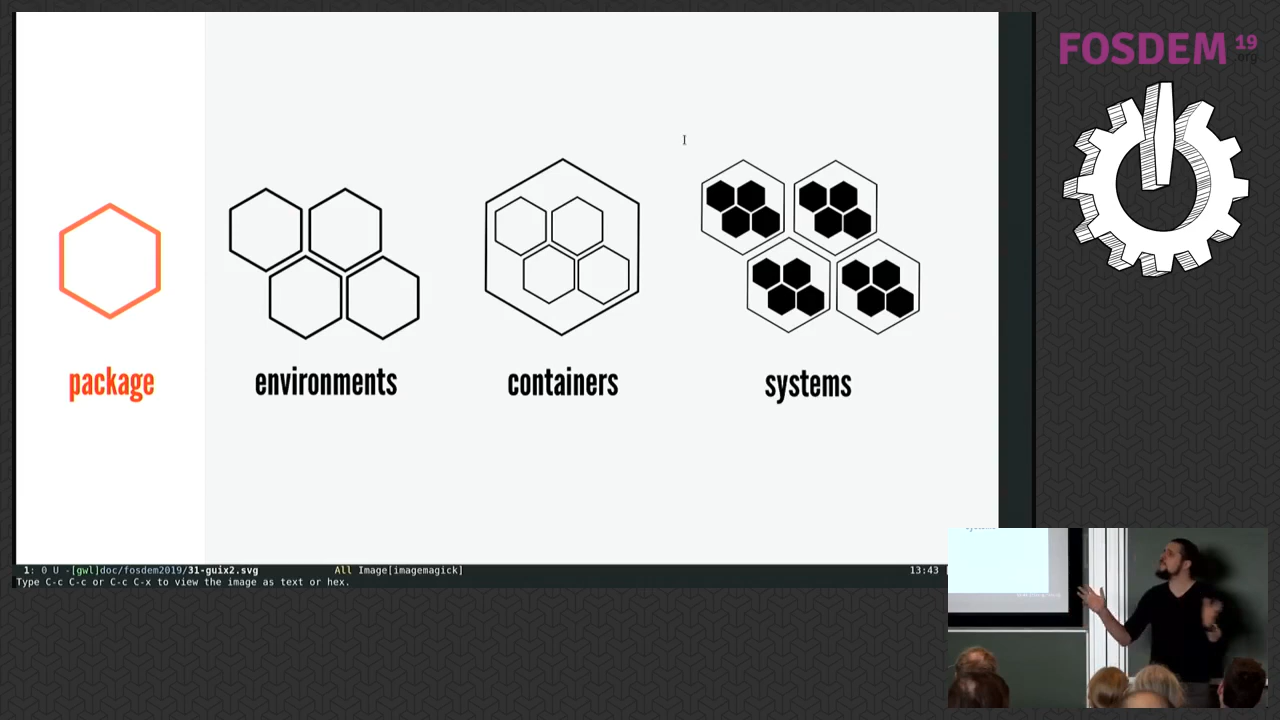 FOSDEM 19
.org
package
environments
containers
systems
1: 0 U -[gwl]doc/fosdem2019/31-guix2.svg All Image[imagemagick] 13:43
Type C-c C-c or C-c C-x to view the image as text or hex.